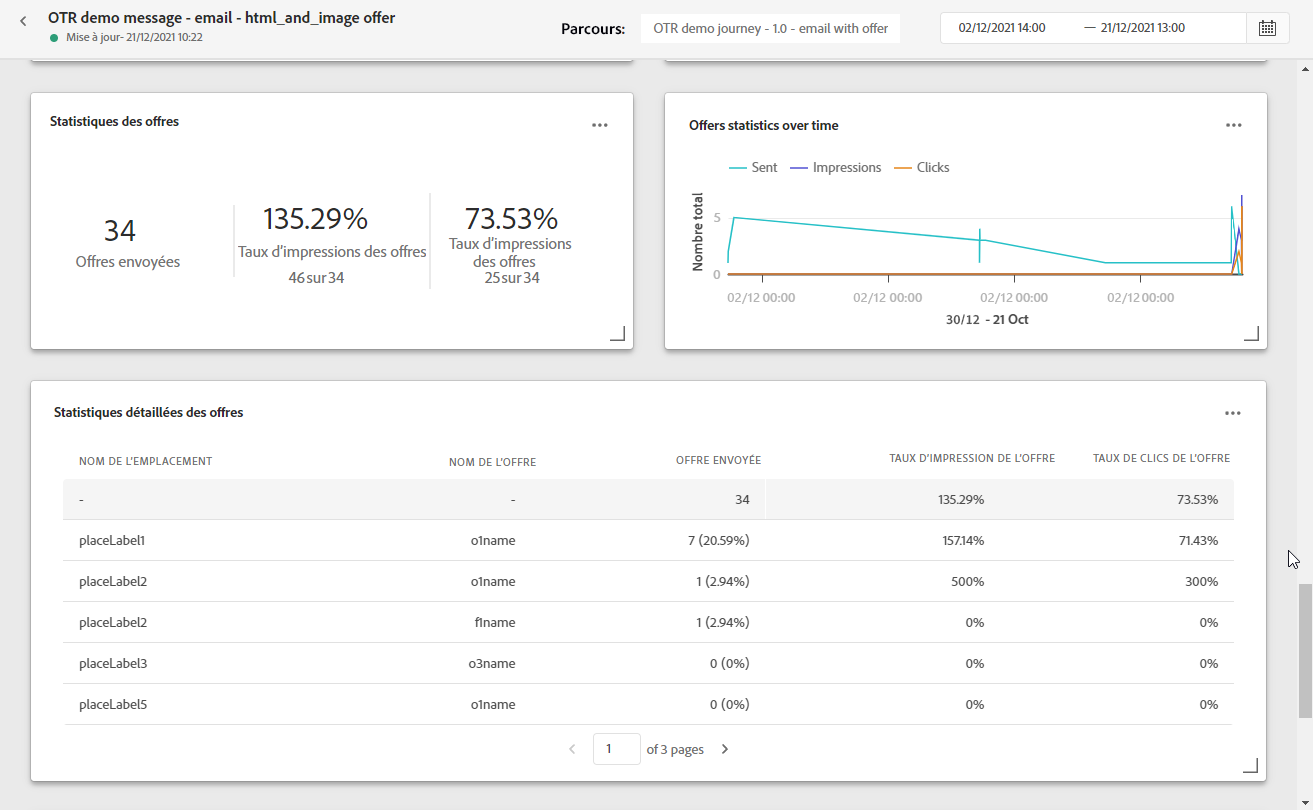 OTR demo message - email - html_and_image offer
Mise à jour- 21/12/2021 10:22
Parcours:
OTR demo journey - 1.0 - email with offer
02/12/2021 14:00 — 21/12/2021 13:00
Statistiques des offres
34
Offres envoyées
135.29%
Taux d'impressions des offres
46 sur 34
73.53%
Taux d'impressions
des offres
25 sur 34
Offers statistics over time
Sent Impressions Clicks
Nombre total
5
0
02/12 00:00 02/12 00:00 02/12 00:00 02/12 00:00
30/12 - 21 Oct
Statistiques détaillées des offres
NOM DE L'EMPLACEMENT NOM DE L'OFFRE OFFRE ENVOYÉE TAUX D'IMPRESSION DE L'OFFRE TAUX DE CLICS DE L'OFFRE
- - 34 135.29% 73.53%
placeLabel1 o1name 7 (20.59%) 157.14% 71.43%
placeLabel2 o1name 1 (2.94%) 500% 300%
placeLabel2 f1name 1 (2.94%) 0% 0%
placeLabel3 o3name 0 (0%) 0% 0%
placeLabel5 o1name 0 (0%) 0% 0%
1 of 3 pages